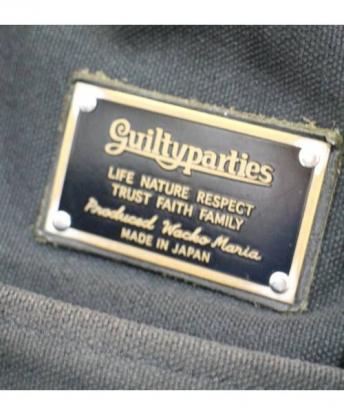 Guiltyparties
LIFE NATURE RESPECT
TRUST FAITH FAMILY
Produced Wacko Maria
MADE IN JAPAN